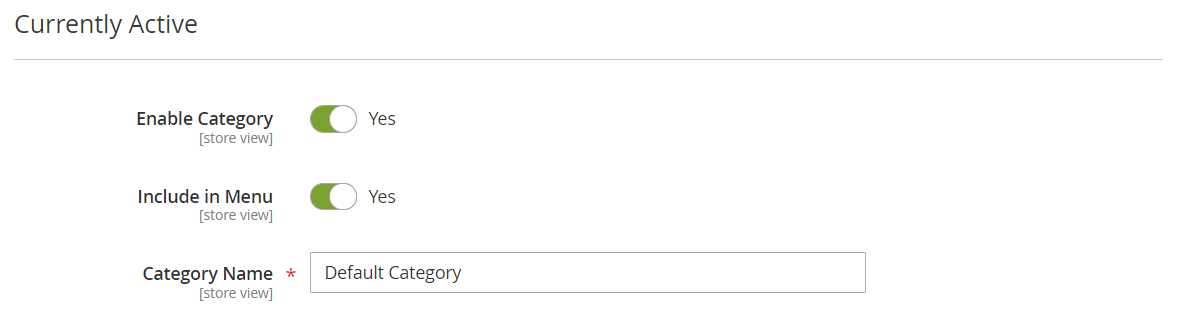 Currently Active
Enable Category
Yes
[store view]
Include in Menu
Yes
[store view]
Category Name * Default Category
[store view]